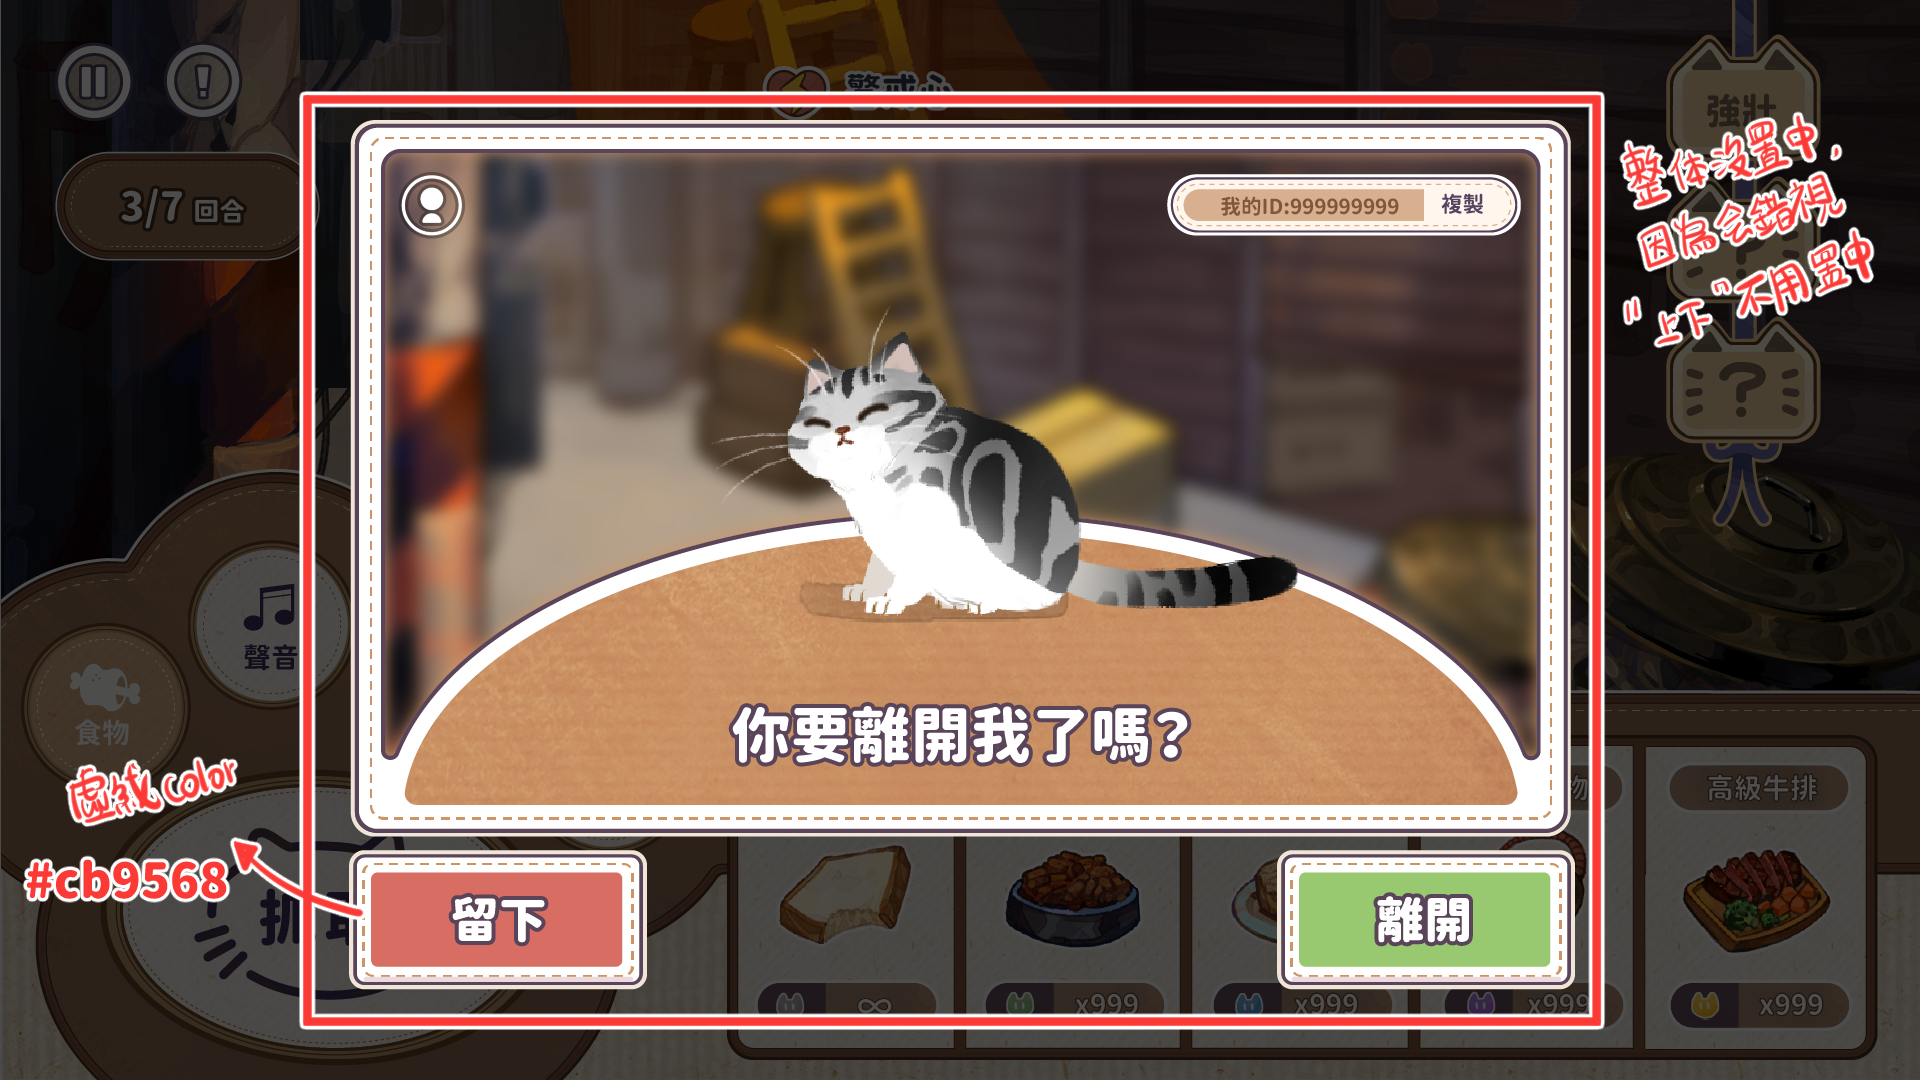 警戒心
強壯
3/7 回合
我的ID:999999999
複製
整体沒置中,
因為会錯視
"上下"不用置中
?
聲音
食物
你要離開我了嗎?
物
高級牛排
虛線color
#cb9568
抓取
留下
離開
∞
x999
x999
x999
x999